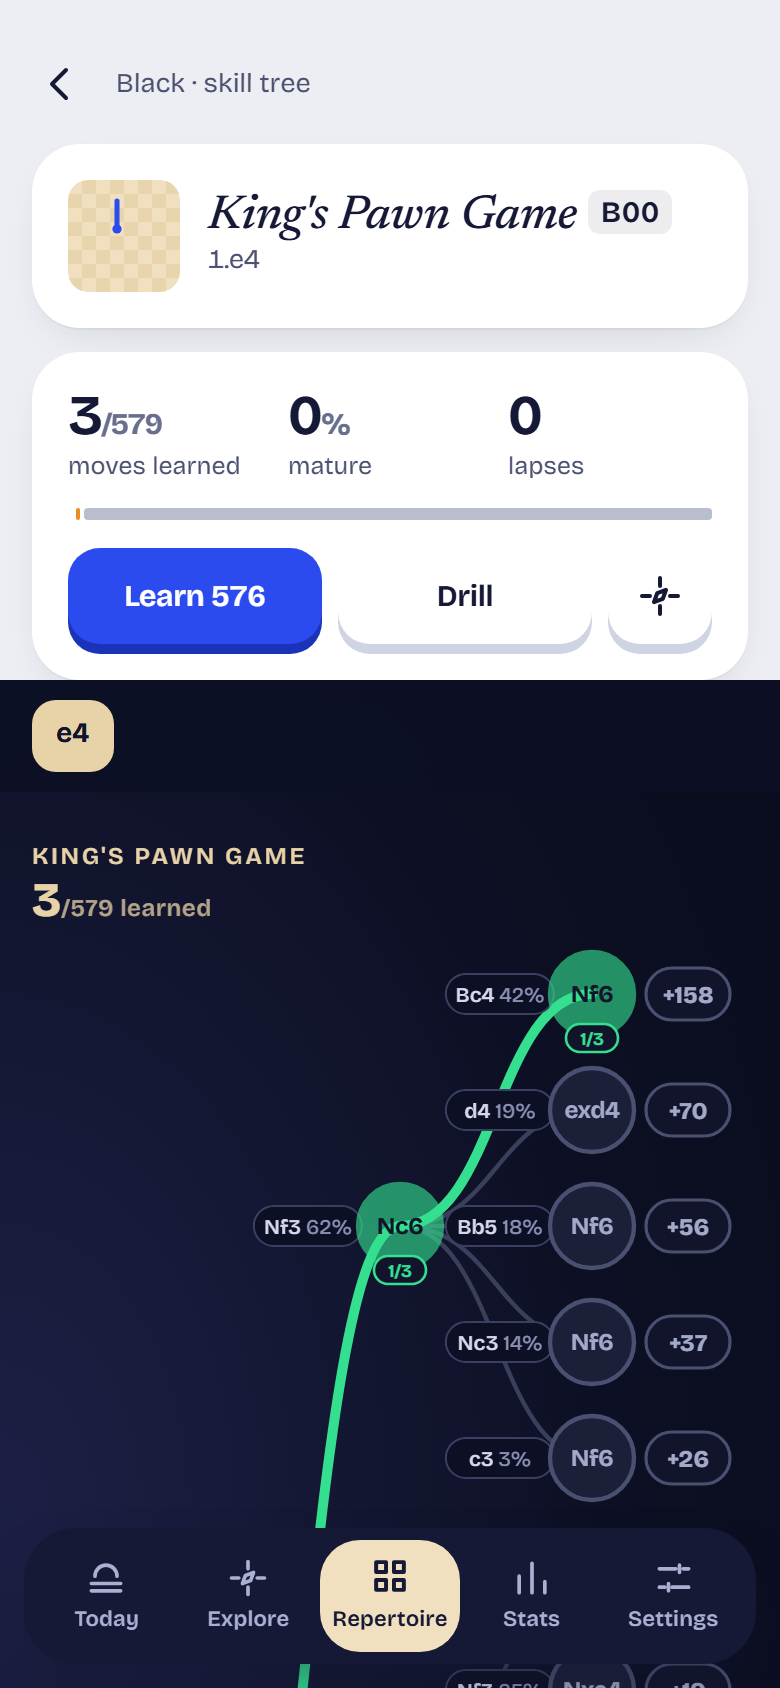 Black · skill tree
King's Pawn Game B00
1.e4
3/579 0% 0
moves learned mature lapses
Learn 576 Drill
e4
KING'S PAWN GAME
3/579 learned
Bc4 42% Nf6 +158
1/3
d4 19% exd4 +70
Nf3 62% Nc6 Bb5 18% Nf6 +56
1/3
Nc3 14% Nf6 +37
c3 3% Nf6 +26
Today Explore Repertoire Stats Settings